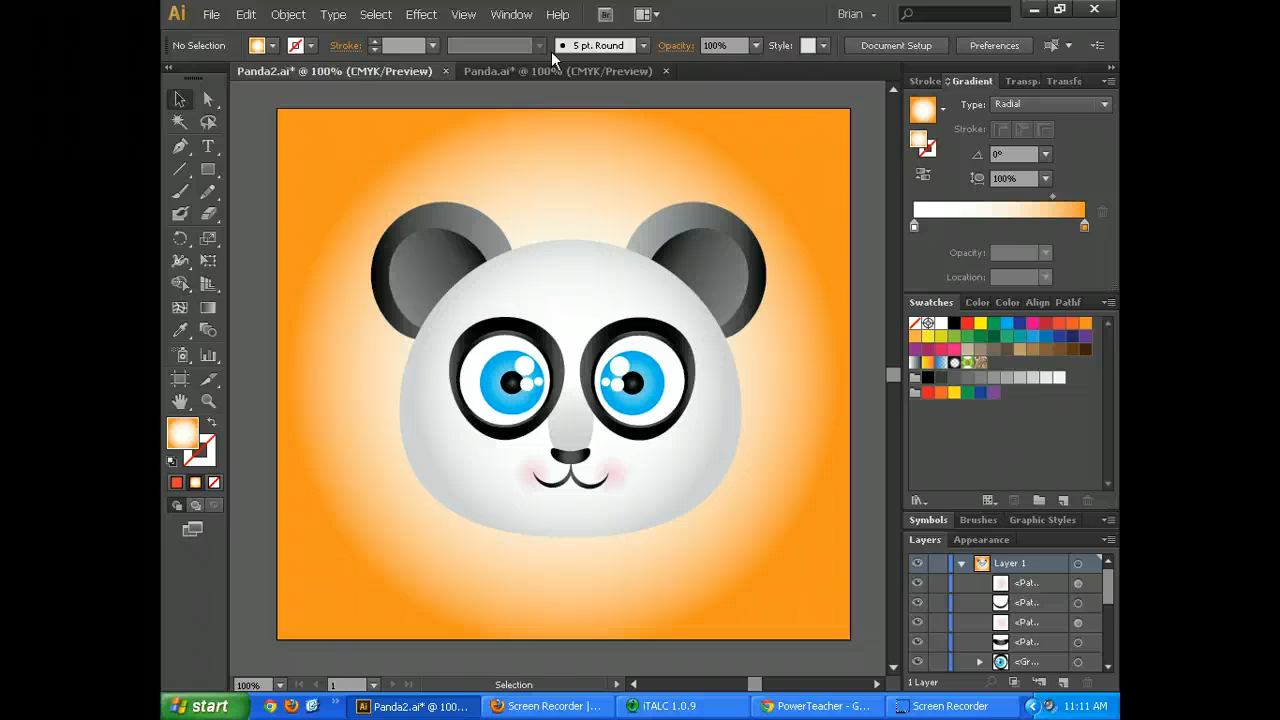 Ai File Edit Object Type Select Effect View Window Help Br Brian
No Selection Stroke: 5 pt. Round Opacity: 100% Style: Document Setup Preferences
Panda2.ai* @ 100% (CMYK/Preview) × Panda.ai* @ 100% (CMYK/Preview) ×
Stroke Gradient Transpa Transfo
Type: Radial
Stroke:
0°
100%
Opacity:
Location:
Swatches Color Color Align Pathf
Symbols Brushes Graphic Styles
Layers Appearance
Layer 1
<Pat..
<Pat..
<Pat..
<Pat..
<Gr...
1 Layer
100% 1 Selection
start Panda2.ai* @ 100... Screen Recorder |... iTALC 1.0.9 PowerTeacher - G... Screen Recorder 11:11 AM